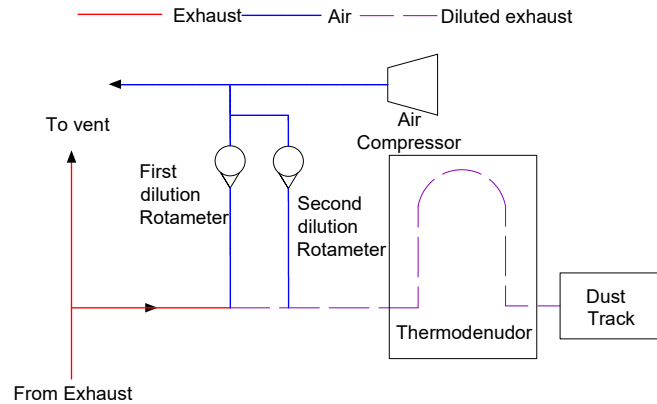 Exhaust
Air
Diluted exhaust
To vent
Air
Compressor
First
dilution
Rotameter
Second
dilution
Rotameter
Thermodenudor
Dust
Track
From Exhaust